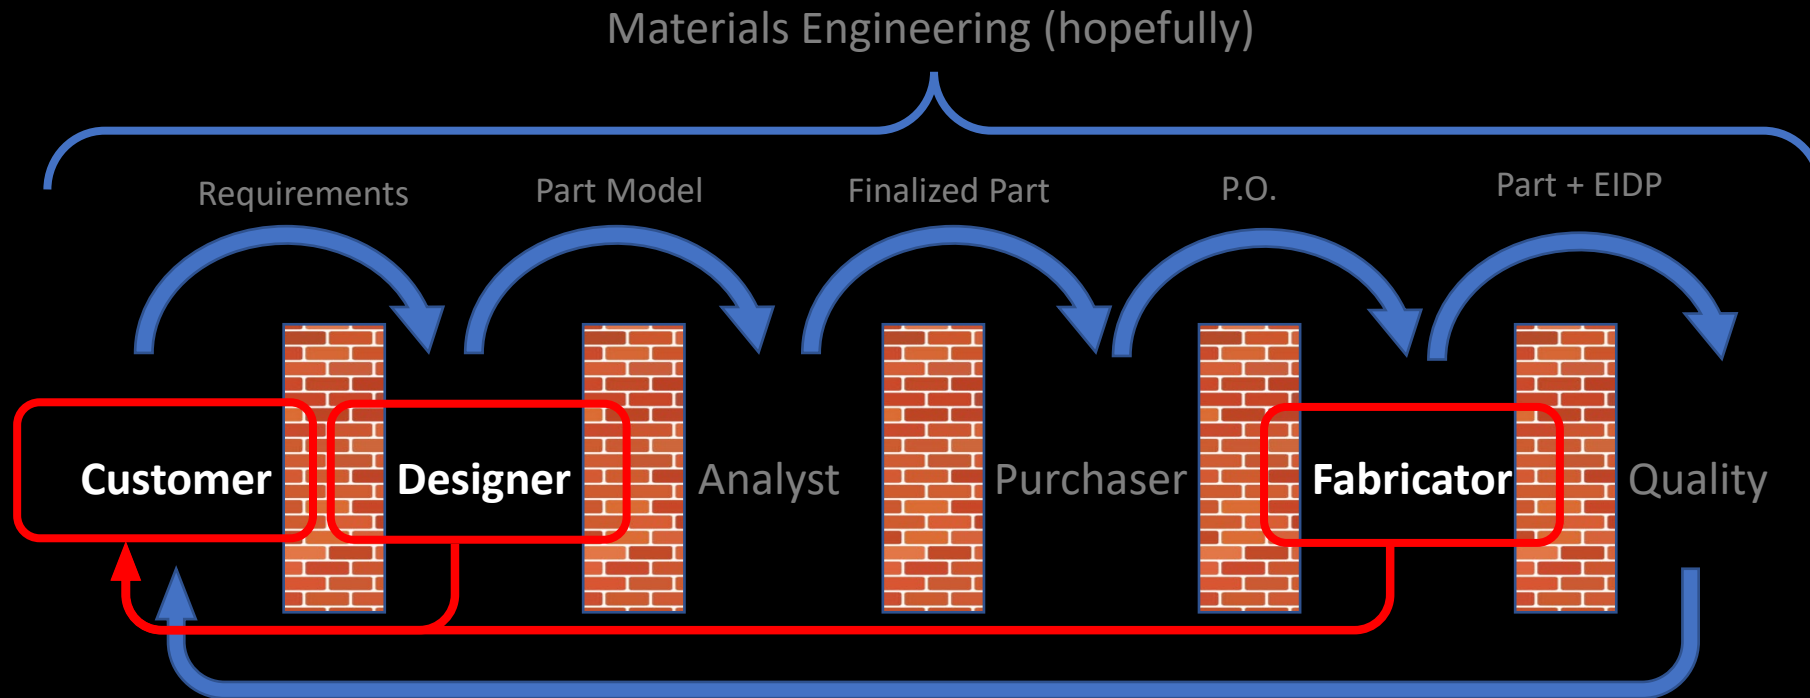 Materials Engineering (hopefully)
Requirements
Part Model
Finalized Part
P.O.
Part + EIDP
Customer
Designer
Analyst
Purchaser
Fabricator
Quality